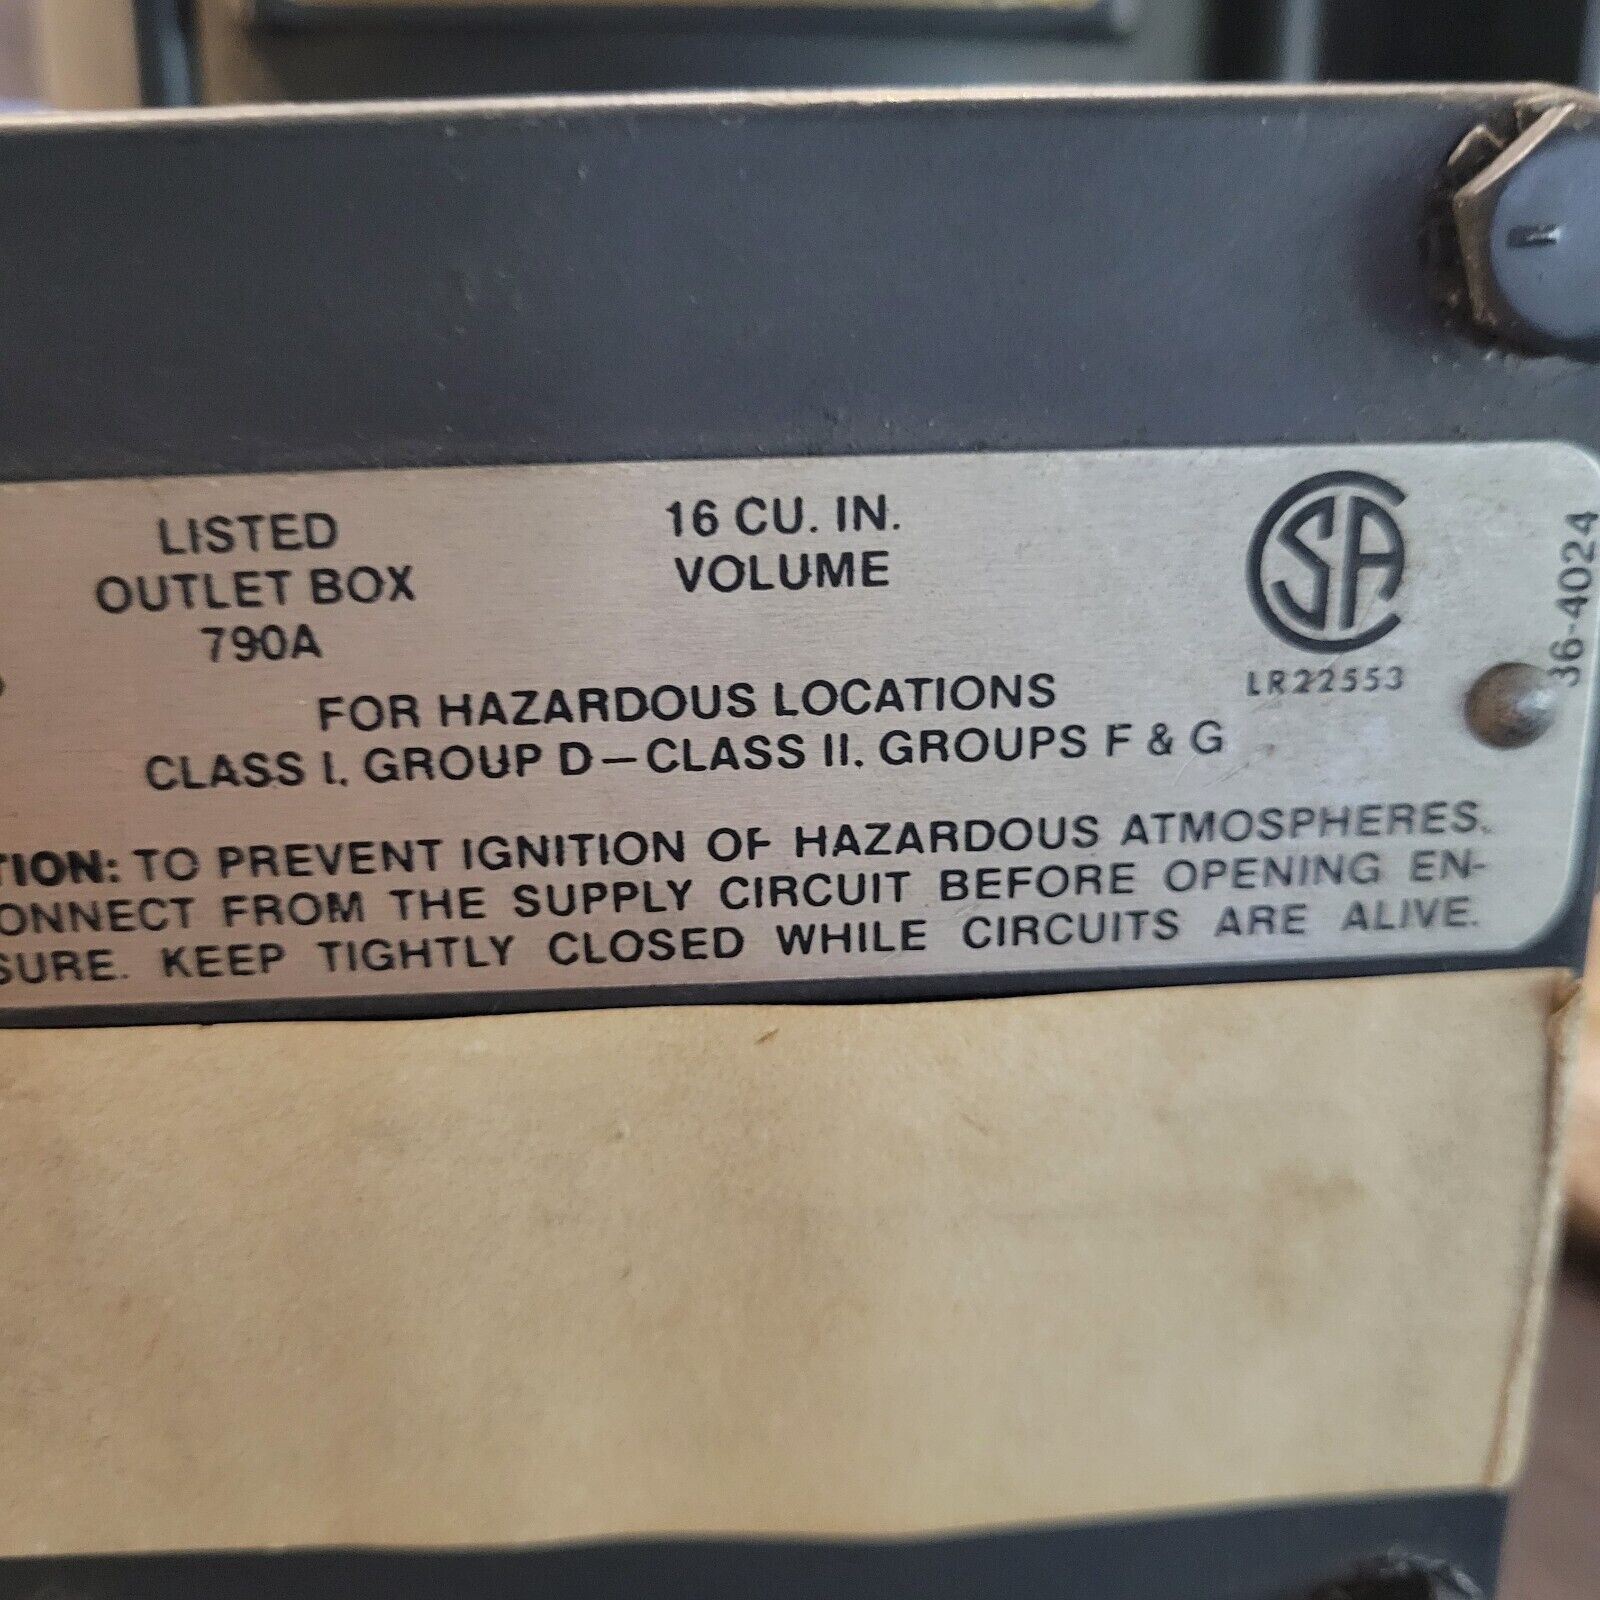 LISTED
OUTLET BOX
790A
16 CU. IN.
VOLUME
CSA
LR22553
36-4024
FOR HAZARDOUS LOCATIONS
CLASS I, GROUP D—CLASS II, GROUPS F & G
TION: TO PREVENT IGNITION OF HAZARDOUS ATMOSPHERES,
ONNECT FROM THE SUPPLY CIRCUIT BEFORE OPENING EN-
SURE. KEEP TIGHTLY CLOSED WHILE CIRCUITS ARE ALIVE.